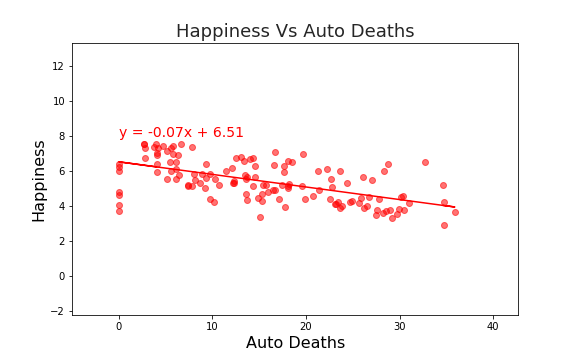 Happiness Vs Auto Deaths
12
10
8
6
4
2
0
−2
y = -0.07x + 6.51
Happiness
0 10 20 30 40
Auto Deaths